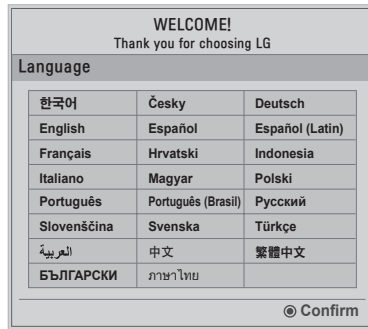 WELCOME!
Thank you for choosing LG
Language
한국어 Česky Deutsch
English Español Español (Latin)
Français Hrvatski Indonesia
Italiano Magyar Polski
Português Português (Brasil) Русский
Slovenščina Svenska Türkçe
العربية 中文 繁體中文
БЪЛГАРСКИ ภาษาไทย
Confirm